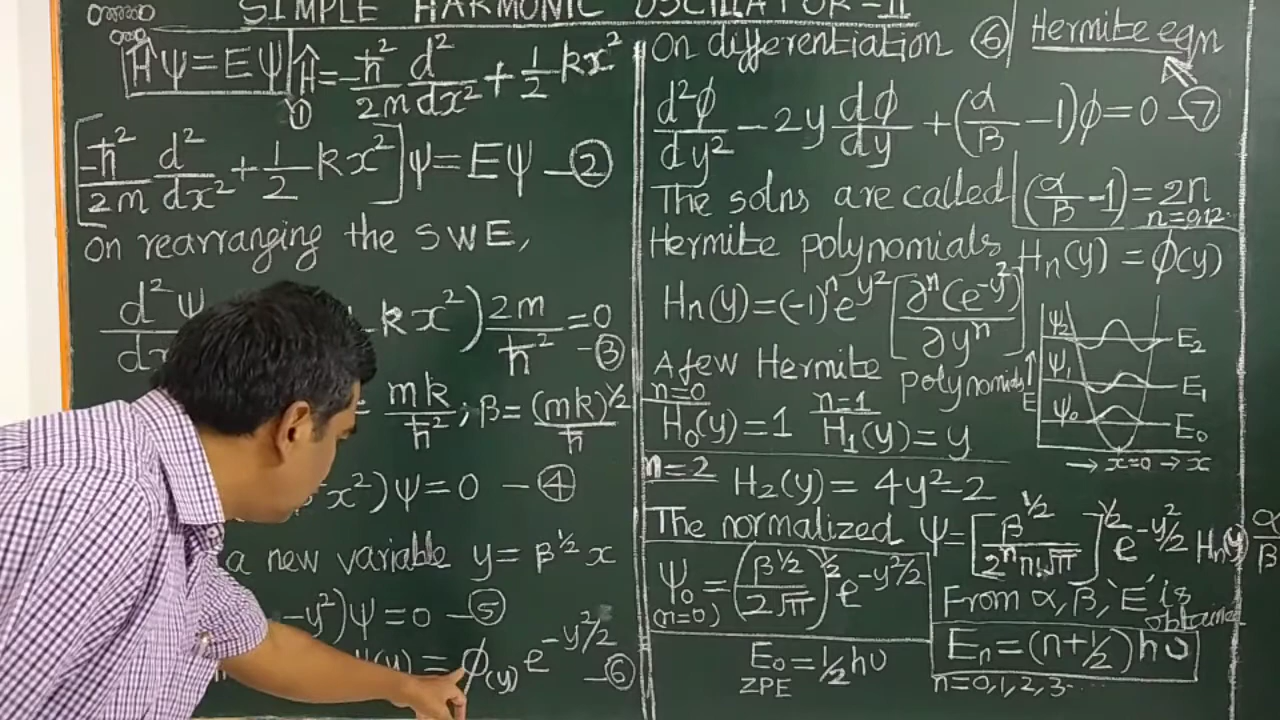 SIMPLE HARMONIC OSCILLATOR-II
ĤΨ=EΨ Ĥ=-ħ²/2m d²/dx²+1/2 kx²
①
[-ħ²/2m d²/dx²+1/2 kx²]Ψ=EΨ —②
on rearranging the SWE,
d²Ψ kx²)2m/ħ²=0 -③
= mk/ħ² ; β=(mk)^½/ħ
x²)Ψ=0 —④
a new variable y=β^½ x
-y²)Ψ=0 —⑤
(y) = ϕ(y) e^-y²/2 —⑥
On differentiation ⑥ Hermite eqn
d²ϕ/dy² - 2y dϕ/dy + (α/β -1)ϕ=0 —⑦
The solns are called (α/β -1)=2n
n=0,1,2..
Hermite polynomials Hn(y) = ϕ(y)
Hn(y)=(-1)^n e^y² [∂^n(e^-y²)/∂y^n]
A few Hermite polynomials
n=0 n=1
H₀(y)=1 H₁(y)=y
n=2 H₂(y)= 4y²-2
Ψ₂ E₂
Ψ₁ E₁
E
Ψ₀ E₀
→ x=0 → x
The normalized Ψ=[β^½/2^n n!√π]^½ e^-y²/2 Hn(y)
α/β
Ψ₀=(β^½/2√π)^½ e^-y²/2
(n=0)
From α, β, 'E' is obtained
E₀=½hυ
ZPE
En=(n+½)hυ
n=0,1,2,3....